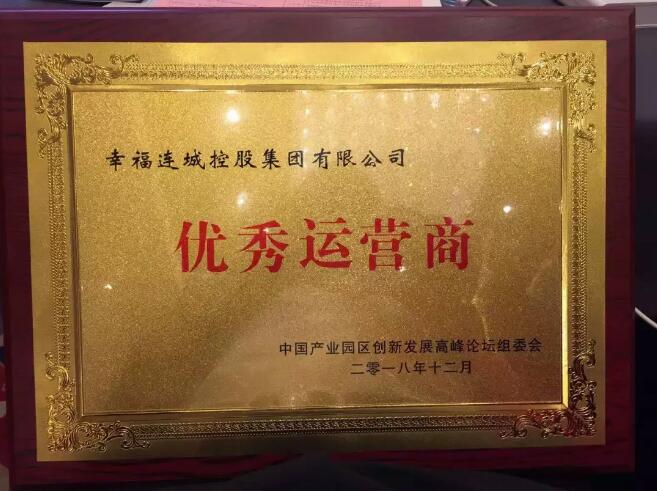 幸福连城控股集团有限公司
优秀运营商
中国产业园区创新发展高峰论坛组委会
二零一八年十二月